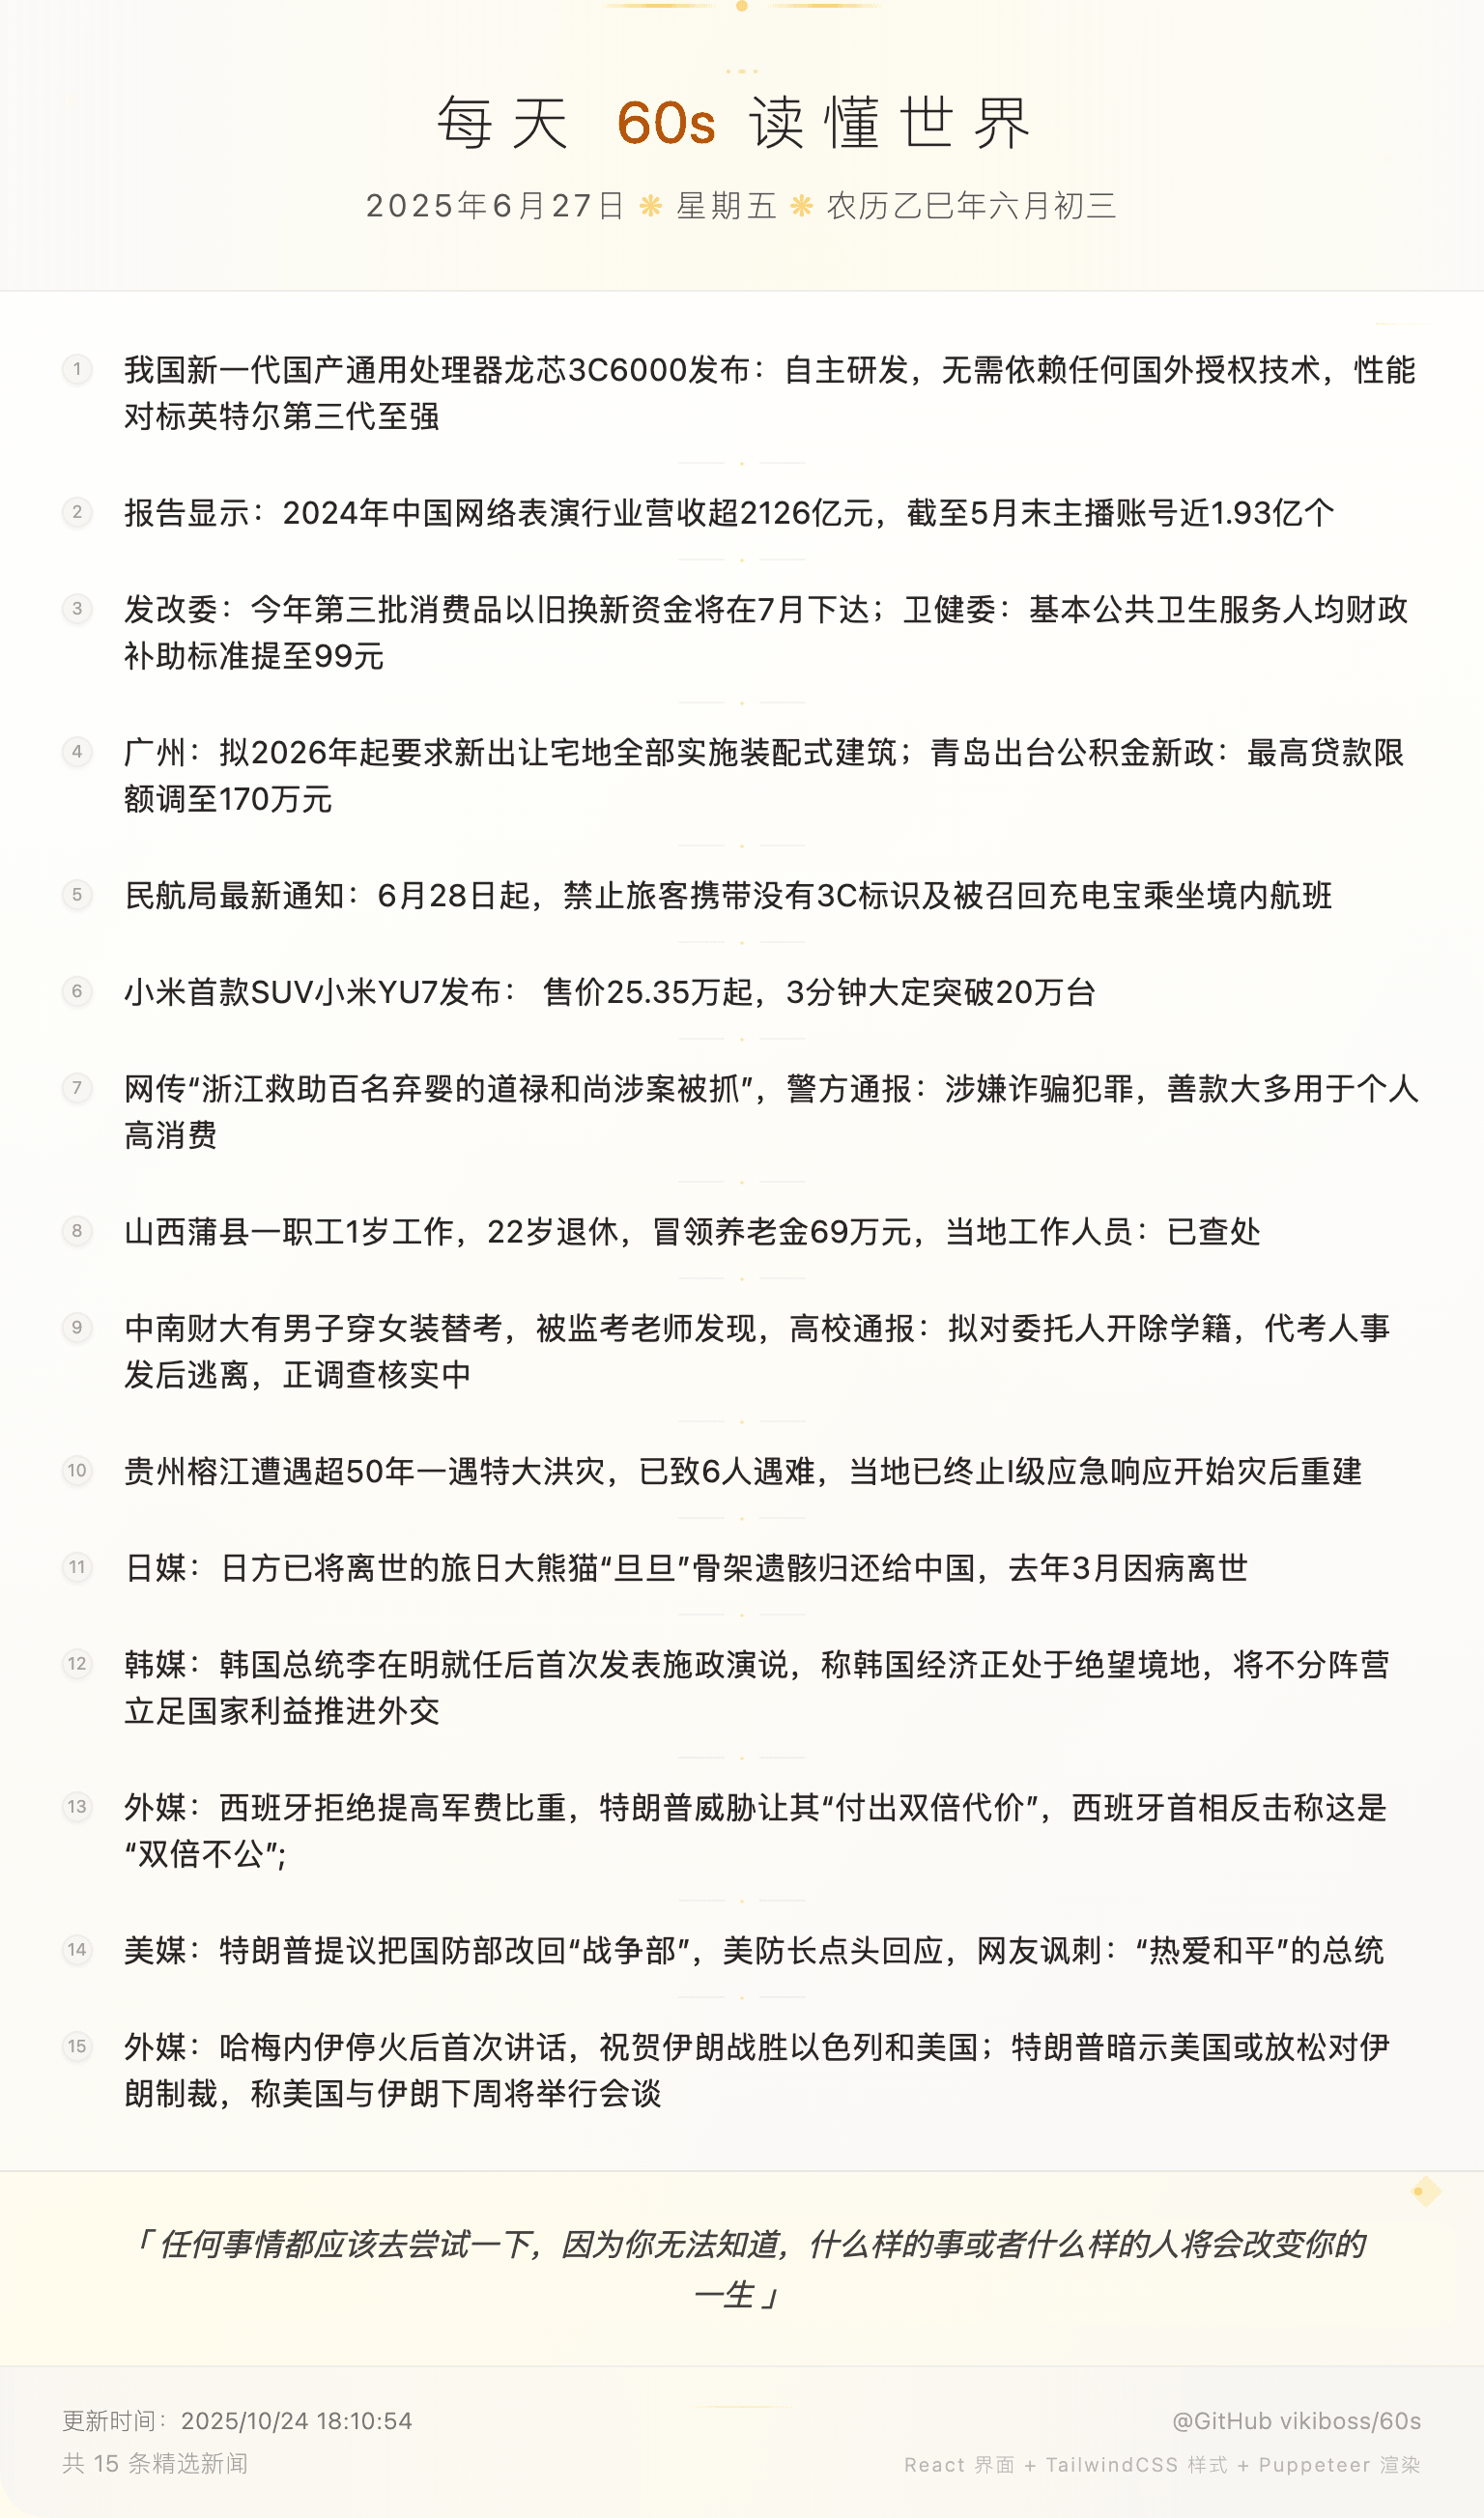 每天 60s 读懂世界
2025年6月27日 ❋ 星期五 ❋ 农历乙巳年六月初三
1 我国新一代国产通用处理器龙芯3C6000发布：自主研发，无需依赖任何国外授权技术，性能
对标英特尔第三代至强
2 报告显示：2024年中国网络表演行业营收超2126亿元，截至5月末主播账号近1.93亿个
3 发改委：今年第三批消费品以旧换新资金将在7月下达；卫健委：基本公共卫生服务人均财政
补助标准提至99元
4 广州：拟2026年起要求新出让宅地全部实施装配式建筑；青岛出台公积金新政：最高贷款限
额调至170万元
5 民航局最新通知：6月28日起，禁止旅客携带没有3C标识及被召回充电宝乘坐境内航班
6 小米首款SUV小米YU7发布： 售价25.35万起，3分钟大定突破20万台
7 网传“浙江救助百名弃婴的道禄和尚涉案被抓”，警方通报：涉嫌诈骗犯罪，善款大多用于个人
高消费
8 山西蒲县一职工1岁工作，22岁退休，冒领养老金69万元，当地工作人员：已查处
9 中南财大有男子穿女装替考，被监考老师发现，高校通报：拟对委托人开除学籍，代考人事
发后逃离，正调查核实中
10 贵州榕江遭遇超50年一遇特大洪灾，已致6人遇难，当地已终止I级应急响应开始灾后重建
11 日媒：日方已将离世的旅日大熊猫“旦旦”骨架遗骸归还给中国，去年3月因病离世
12 韩媒：韩国总统李在明就任后首次发表施政演说，称韩国经济正处于绝望境地，将不分阵营
立足国家利益推进外交
13 外媒：西班牙拒绝提高军费比重，特朗普威胁让其“付出双倍代价”，西班牙首相反击称这是
“双倍不公”;
14 美媒：特朗普提议把国防部改回“战争部”，美防长点头回应，网友讽刺：“热爱和平”的总统
15 外媒：哈梅内伊停火后首次讲话，祝贺伊朗战胜以色列和美国；特朗普暗示美国或放松对伊
朗制裁，称美国与伊朗下周将举行会谈
「 任何事情都应该去尝试一下，因为你无法知道，什么样的事或者什么样的人将会改变你的
一生 」
更新时间：2025/10/24 18:10:54
@GitHub vikiboss/60s
共 15 条精选新闻
React 界面 + TailwindCSS 样式 + Puppeteer 渲染